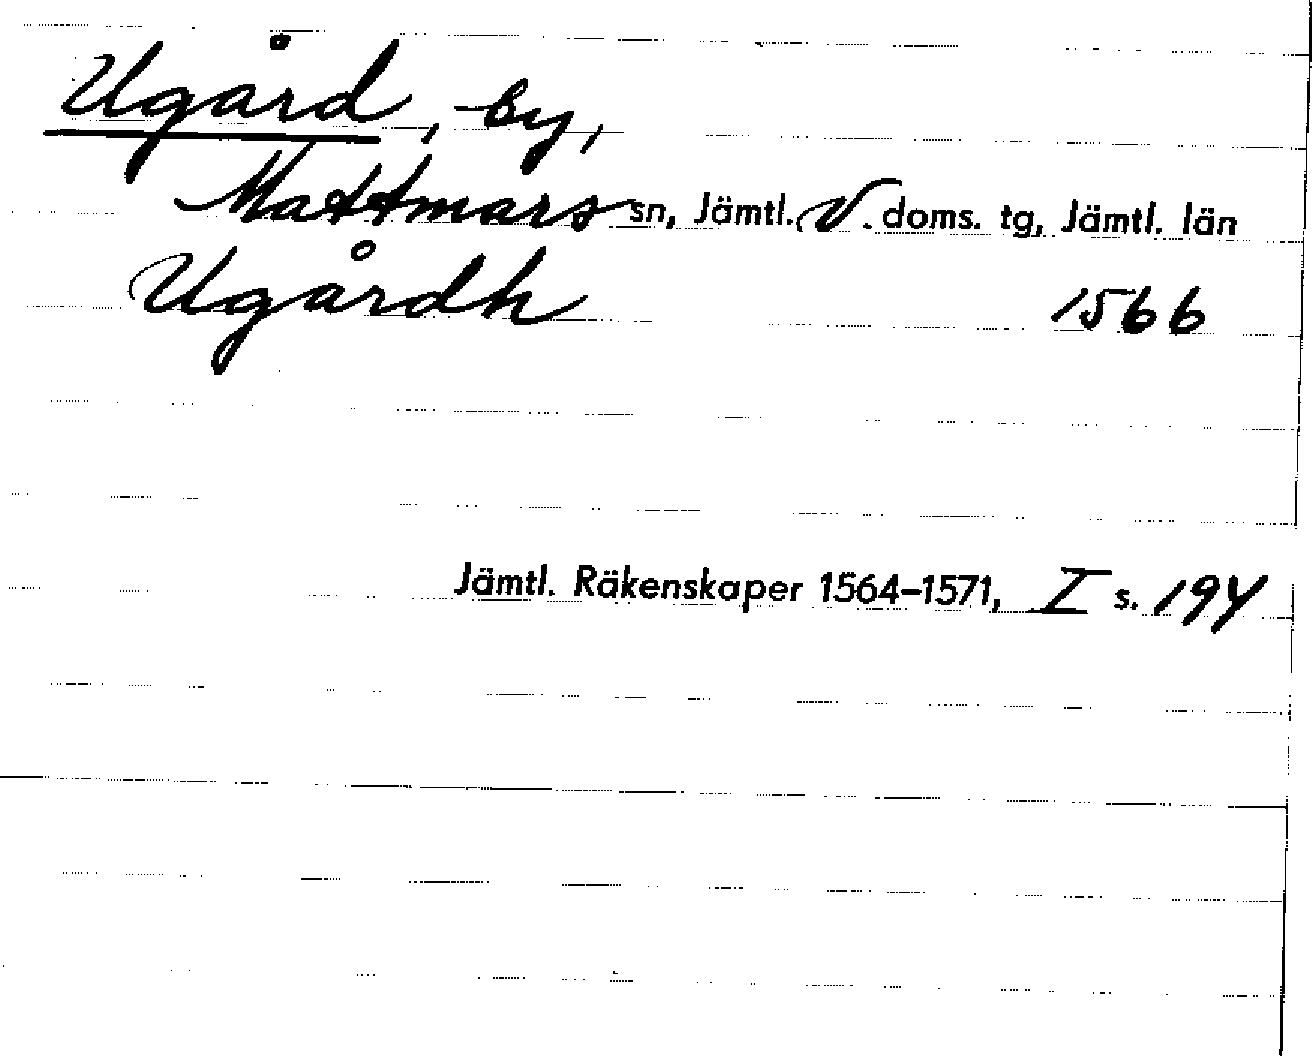 Ugård, by,
Mattmars sn, Jämtl. V. doms. tg, Jämtl. län
Ugårdh 1566
Jämtl. Räkenskaper 1564–1571, I s. 194